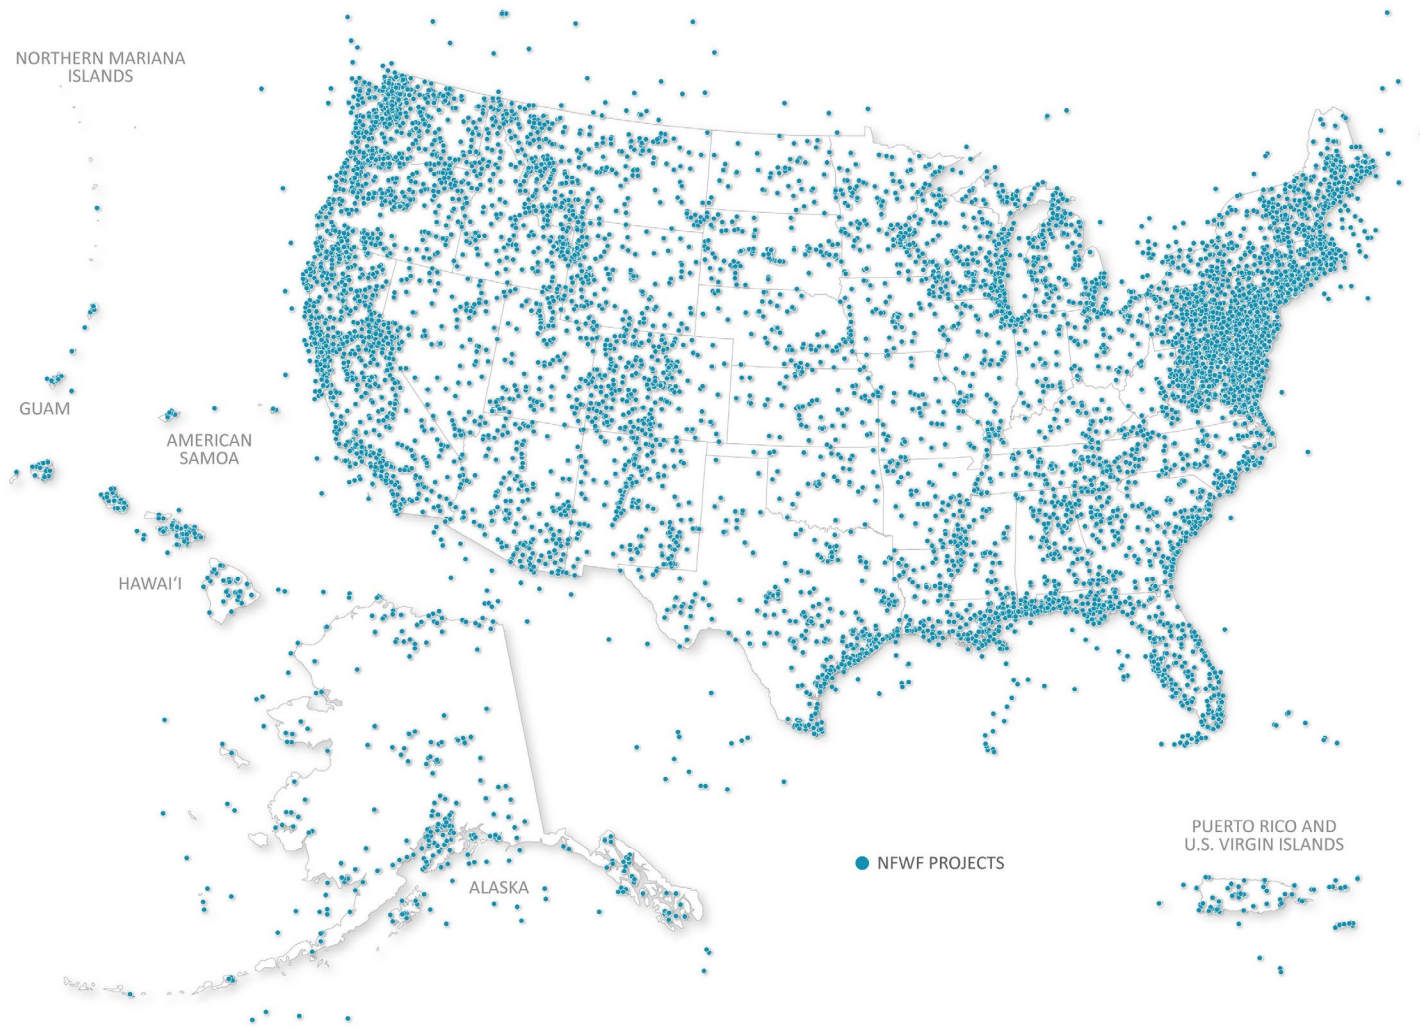 NORTHERN MARIANA
ISLANDS
GUAM
AMERICAN
SAMOA
HAWAI‘I
ALASKA
NFWF PROJECTS
PUERTO RICO AND
U.S. VIRGIN ISLANDS